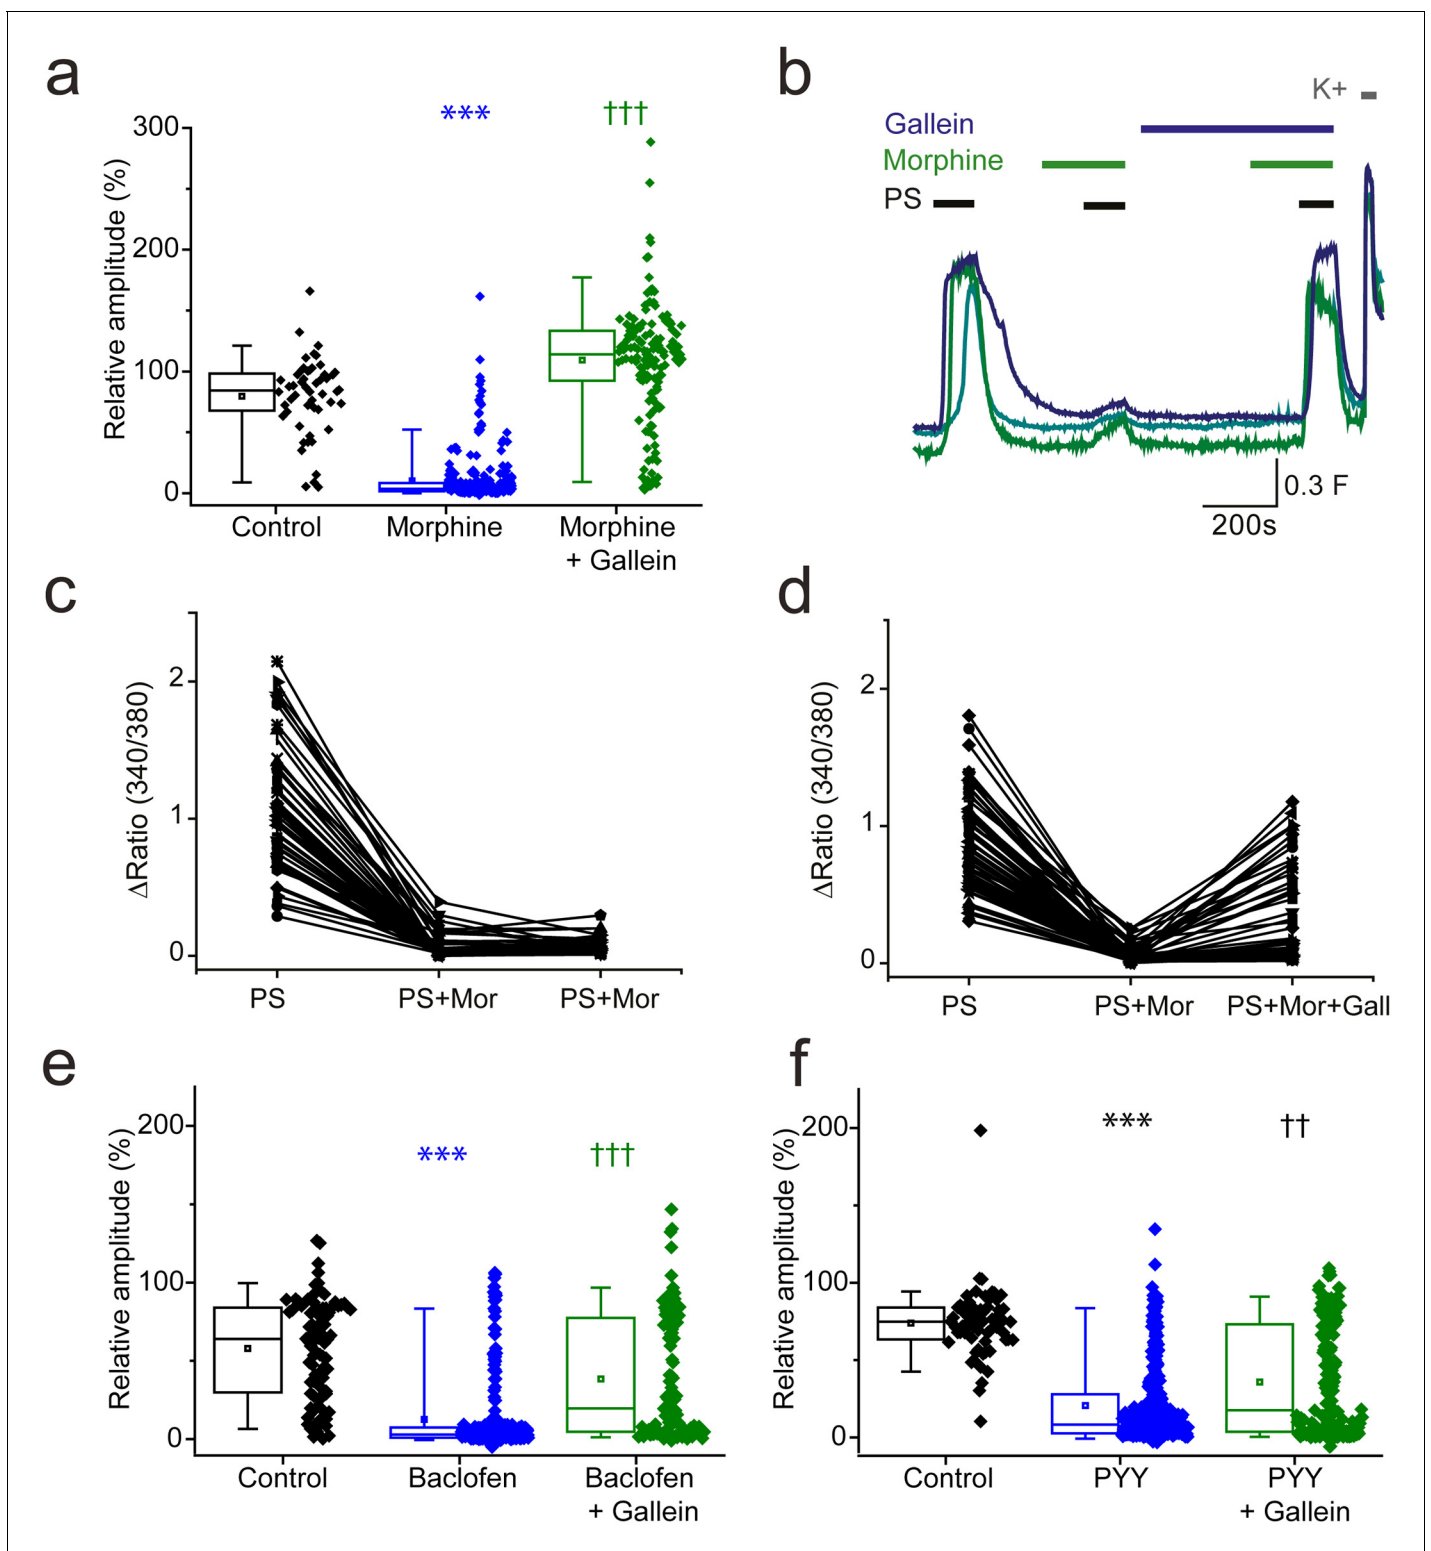 a
300
200
100
0
Relative amplitude (%)
***
†††
Control
Morphine
Morphine
+ Gallein
b
K+
Gallein
Morphine
PS
0.3 F
200s
c
2
1
0
ΔRatio (340/380)
PS
PS+Mor
PS+Mor
d
2
1
0
ΔRatio (340/380)
PS
PS+Mor
PS+Mor+Gall
e
200
100
0
Relative amplitude (%)
***
†††
Control
Baclofen
Baclofen
+ Gallein
f
200
100
0
Relative amplitude (%)
***
††
Control
PYY
PYY
+ Gallein